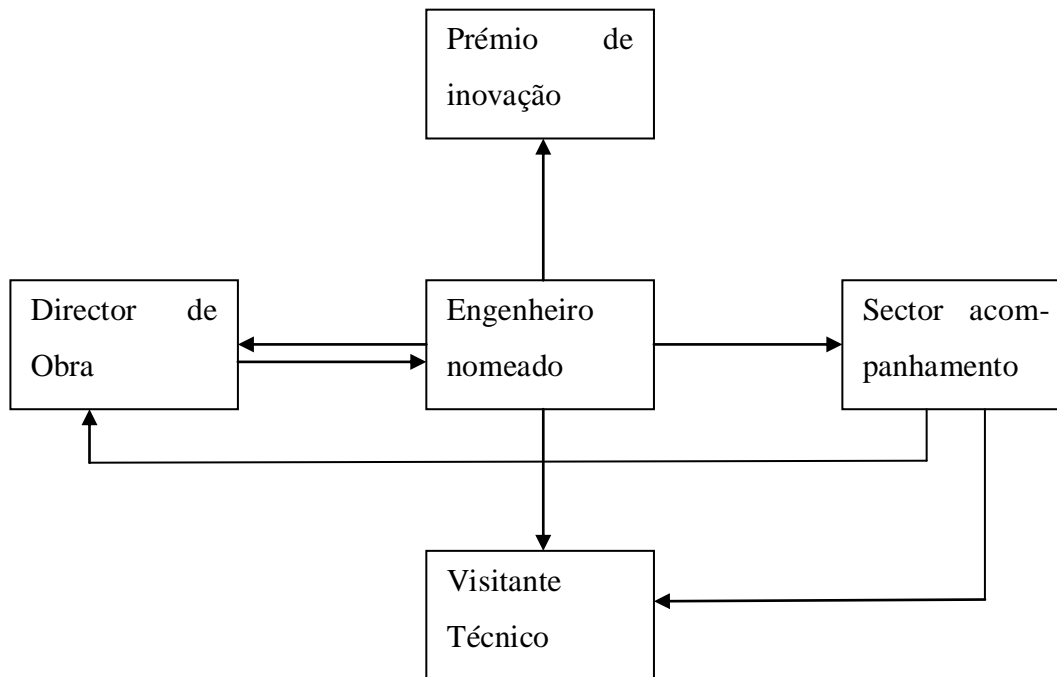 Prémio de
inovação
Director de
Obra
Engenheiro
nomeado
Sector acom-
panhamento
Visitante
Técnico